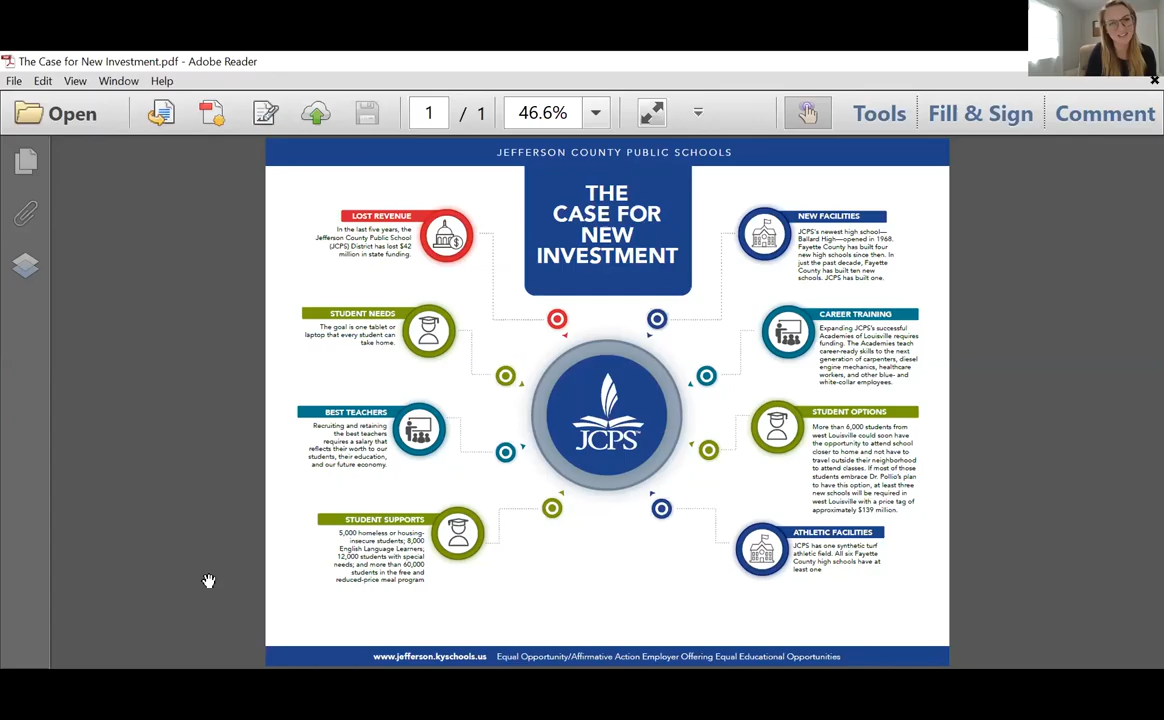 The Case for New Investment.pdf - Adobe Reader
File Edit View Window Help
Open
1 / 1
46.6%
Tools
Fill & Sign
Comment
JEFFERSON COUNTY PUBLIC SCHOOLS
THE
CASE FOR
NEW
INVESTMENT
LOST REVENUE
In the last five years, the
Jefferson County Public School
(JCPS) District has lost $42
million in state funding.
STUDENT NEEDS
The goal is one tablet or
laptop that every student can
take home.
BEST TEACHERS
Recruiting and retaining
the best teachers
requires a salary that
reflects their worth to our
students, their education,
and our future economy.
STUDENT SUPPORTS
5,000 homeless or housing-
insecure students; 8,000
English Language Learners;
12,000 students with special
needs; and more than 60,000
students in the free and
reduced-price meal program
JCPS
NEW FACILITIES
JCPS's newest high school—
Ballard High—opened in 1968.
Fayette County has built four
new high schools since then. In
just the past decade, Fayette
County has built ten new
schools. JCPS has built one.
CAREER TRAINING
Expanding JCPS's successful
Academies of Louisville requires
funding. The Academies teach
career-ready skills to the next
generation of carpenters, diesel
engine mechanics, healthcare
workers, and other blue- and
white-collar employees.
STUDENT OPTIONS
More than 6,000 students from
west Louisville could soon have
the opportunity to attend school
closer to home and not have to
travel outside their neighborhood
to attend classes. If most of those
students embrace Dr. Pollio's plan
to have this option, at least three
new schools will be required in
west Louisville with a price tag of
approximately $139 million.
ATHLETIC FACILITIES
JCPS has one synthetic turf
athletic field. All six Fayette
County high schools have at
least one
www.jefferson.kyschools.us Equal Opportunity/Affirmative Action Employer Offering Equal Educational Opportunities